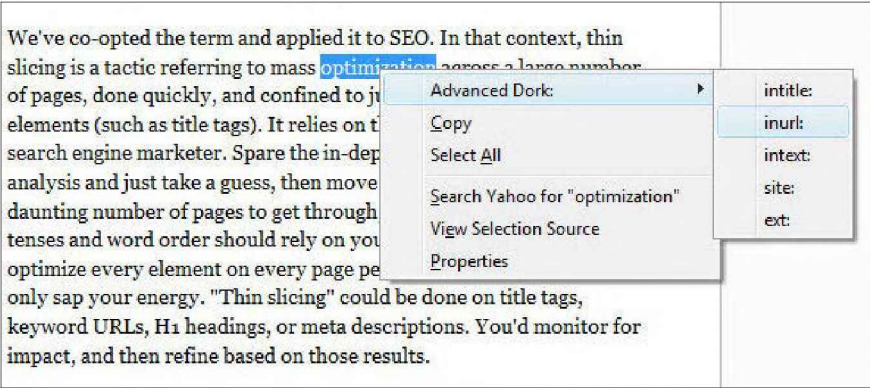 We've co-opted the term and applied it to SEO. In that context, thin
slicing is a tactic referring to mass optimization across a large number
of pages, done quickly, and confined to ju
elements (such as title tags). It relies on t
search engine marketer. Spare the in-dep
analysis and just take a guess, then move
daunting number of pages to get through
tenses and word order should rely on you
optimize every element on every page pe
only sap your energy. "Thin slicing" could be done on title tags,
keyword URLs, H1 headings, or meta descriptions. You'd monitor for
impact, and then refine based on those results.
Advanced Dork:
Copy
Select All
Search Yahoo for "optimization"
View Selection Source
Properties
intitle:
inurl:
intext:
site:
ext: